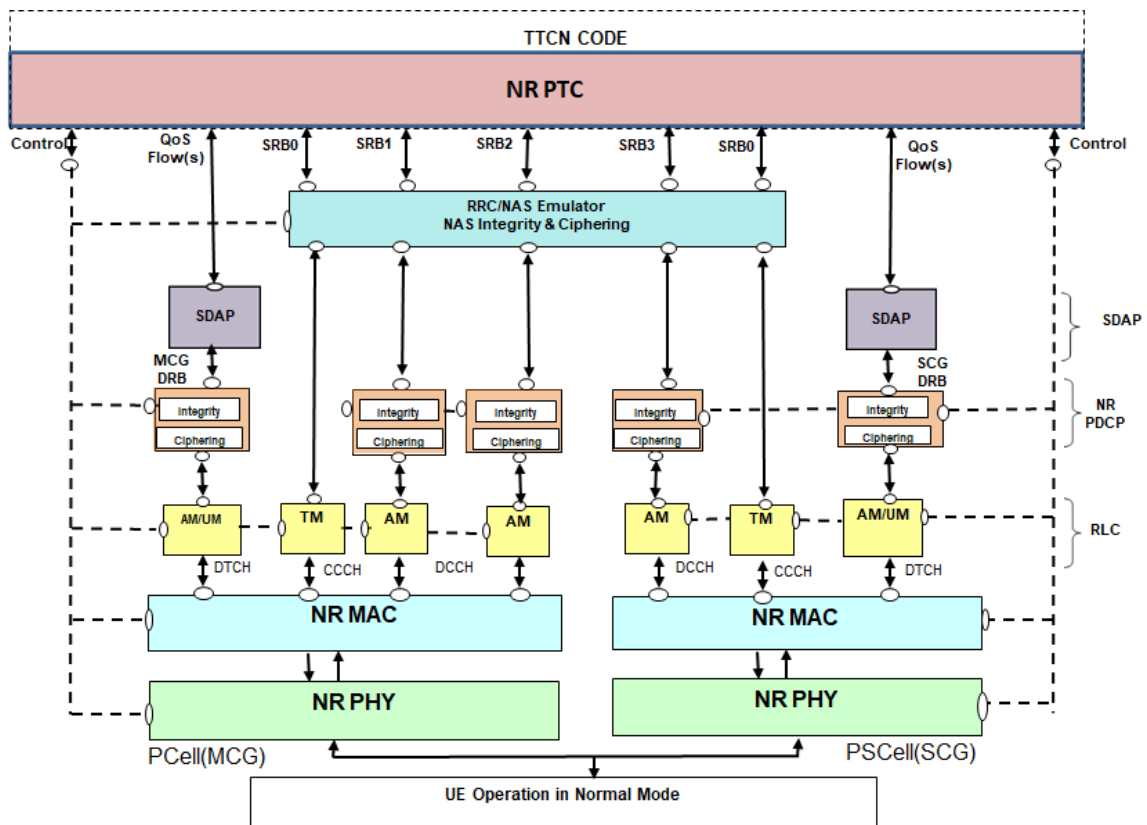 TTCN CODE
NR PTC
Control
QoS
Flow(s)
SRB0
SRB1
SRB2
SRB3
SRB0
QoS
Flow(s)
Control
RRC/NAS Emulator
NAS Integrity & Ciphering
SDAP
SDAP
SDAP
MCG
DRB
SCG
DRB
Integrity
Ciphering
Integrity
Ciphering
Integrity
Ciphering
Integrity
Ciphering
Integrity
Ciphering
NR
PDCP
AM/UM
TM
AM
AM
AM
TM
AM/UM
RLC
DTCH
CCCH
DCCH
DCCH
CCCH
DTCH
NR MAC
NR MAC
NR PHY
NR PHY
PCell(MCG)
PSCell(SCG)
UE Operation in Normal Mode